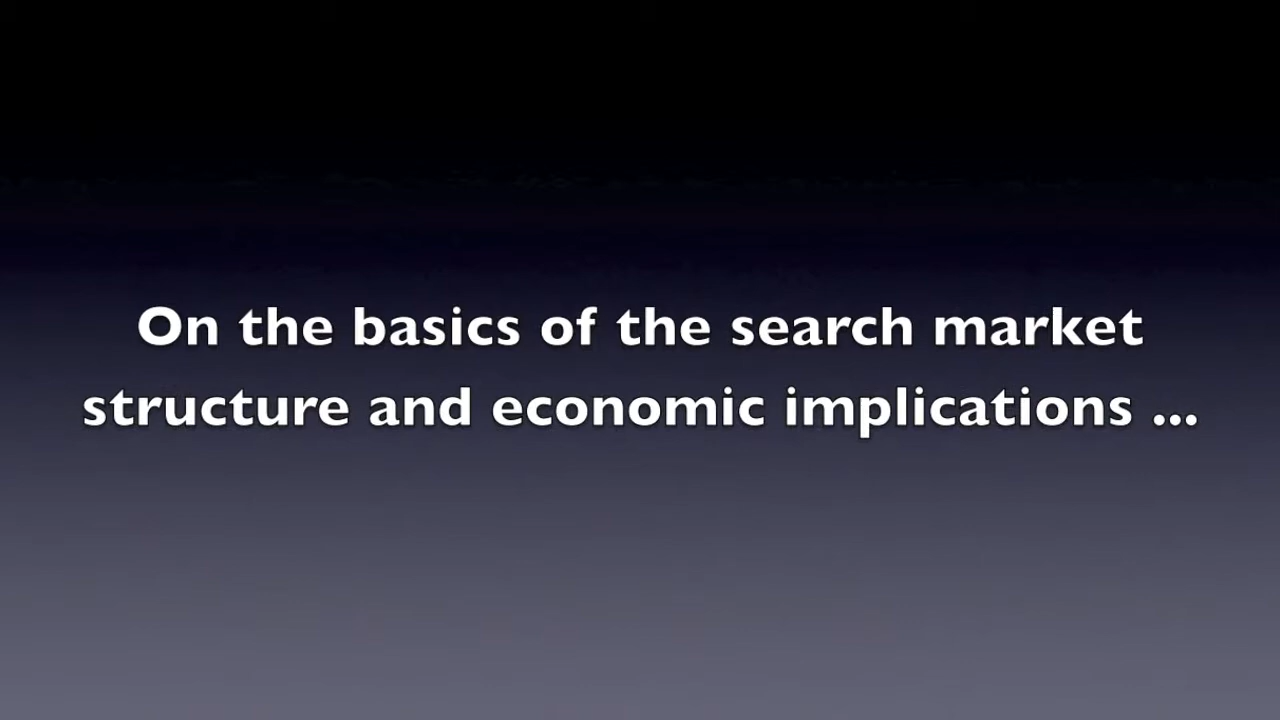 On the basics of the search market
structure and economic implications ...